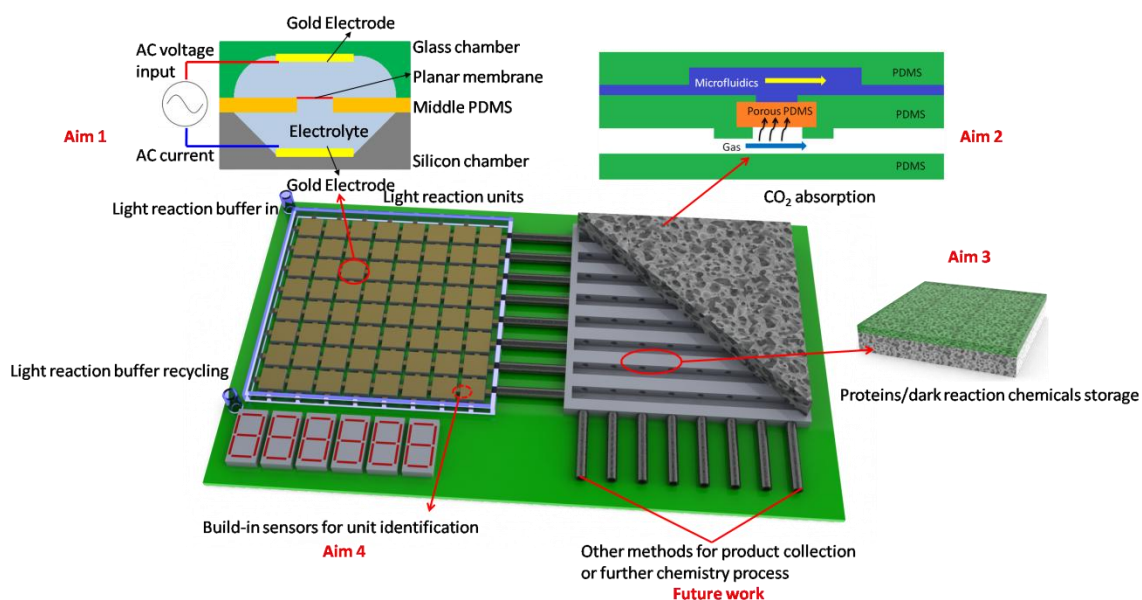 Gold Electrode
AC voltage
input
Glass chamber
Planar membrane
Middle PDMS
Aim 1
Electrolyte
AC current
Silicon chamber
Gold Electrode
Microfluidics
PDMS
Porous PDMS
PDMS
Aim 2
Gas
PDMS
CO₂ absorption
Light reaction buffer in
Light reaction units
Aim 3
Light reaction buffer recycling
Proteins/dark reaction chemicals storage
888888
Build-in sensors for unit identification
Aim 4
Other methods for product collection
or further chemistry process
Future work